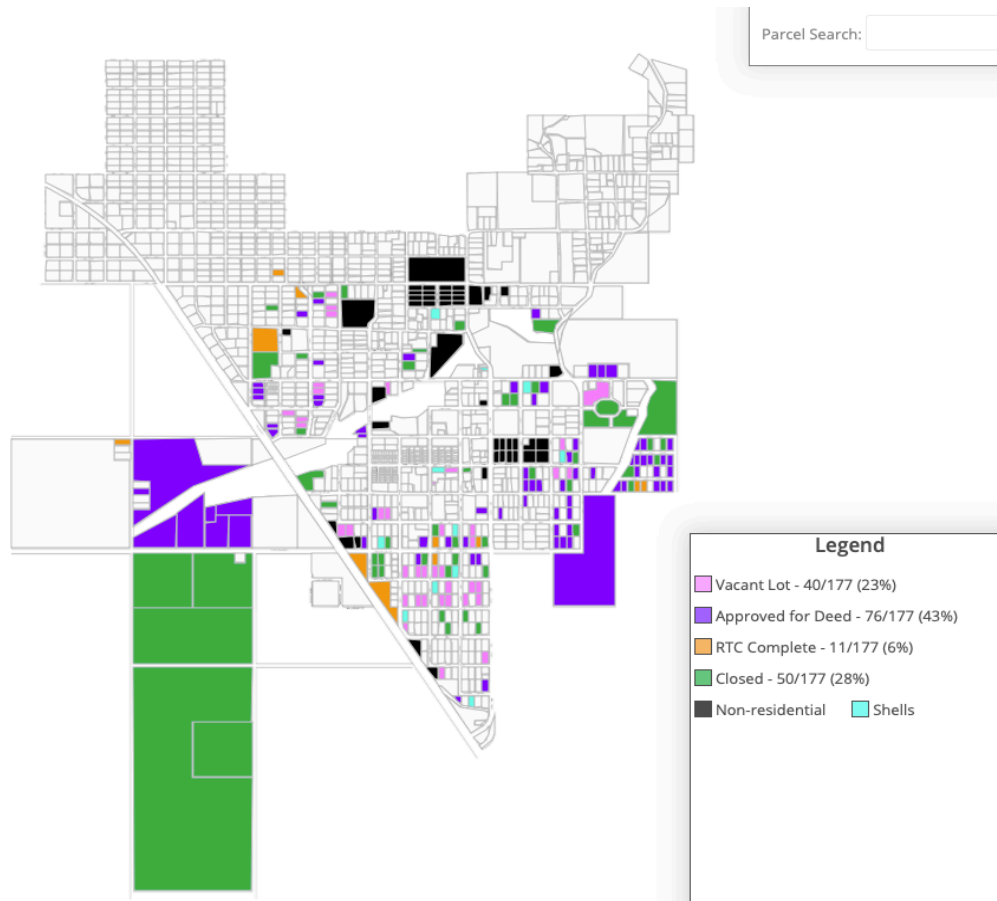 Parcel Search:
Legend
Vacant Lot - 40/177 (23%)
Approved for Deed - 76/177 (43%)
RTC Complete - 11/177 (6%)
Closed - 50/177 (28%)
Non-residential Shells